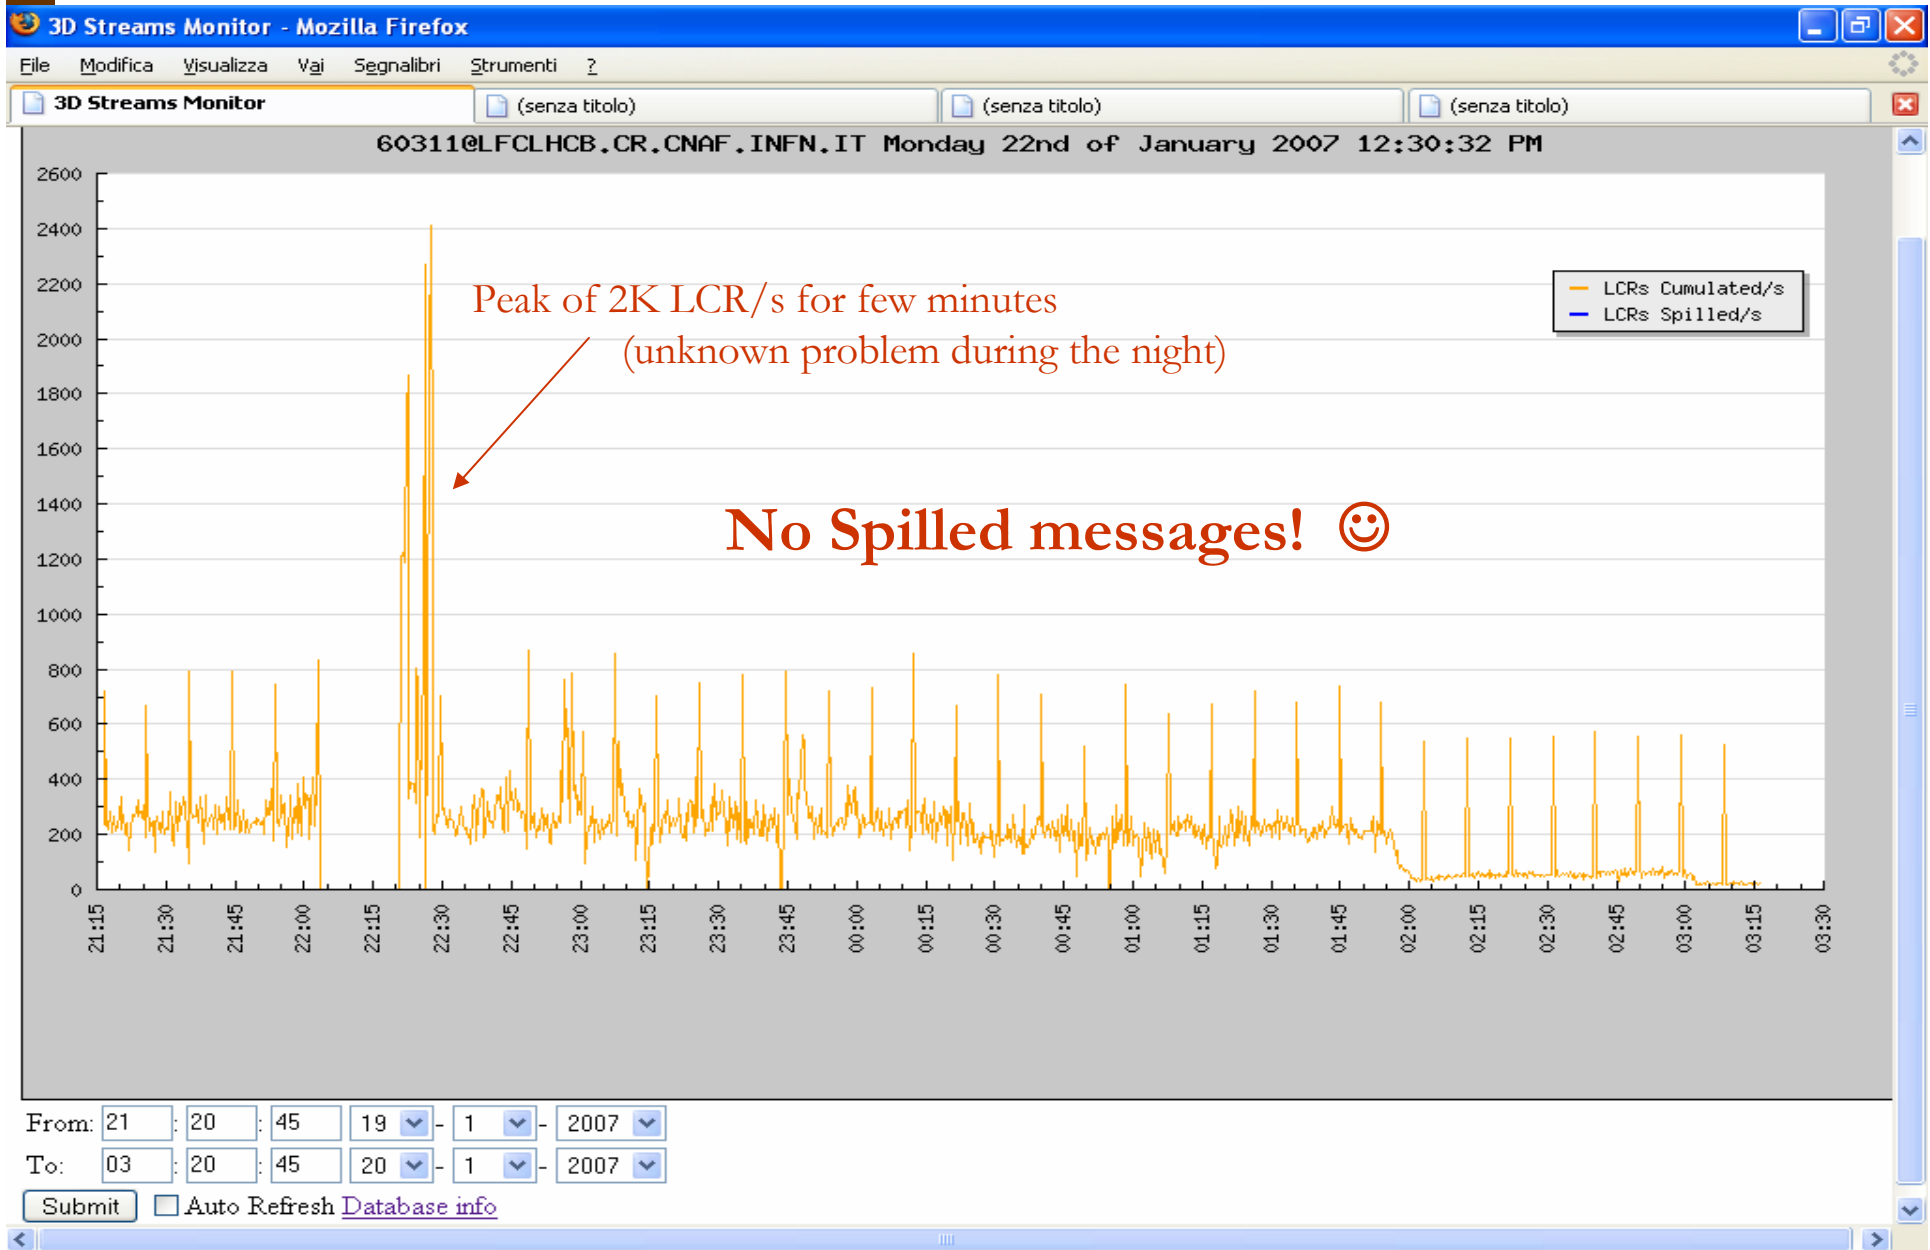 3D Streams Monitor - Mozilla Firefox
File Modifica Visualizza Vai Segnalibri Strumenti ?
3D Streams Monitor (senza titolo) (senza titolo) (senza titolo)
60311@LFCLHCB.CR.CNAF.INFN.IT Monday 22nd of January 2007 12:30:32 PM
2600
2400
2200
2000
1800
1600
1400
1200
1000
800
600
400
200
0
Peak of 2K LCR/s for few minutes
(unknown problem during the night)
LCRs Cumulated/s
LCRs Spilled/s
No Spilled messages! ☺
21:15 21:30 21:45 22:00 22:15 22:30 22:45 23:00 23:15 23:30 23:45 00:00 00:15 00:30 00:45 01:00 01:15 01:30 01:45 02:00 02:15 02:30 02:45 03:00 03:15 03:30
From: 21 : 20 : 45 19 - 1 - 2007
To: 03 : 20 : 45 20 - 1 - 2007
Submit Auto Refresh Database info